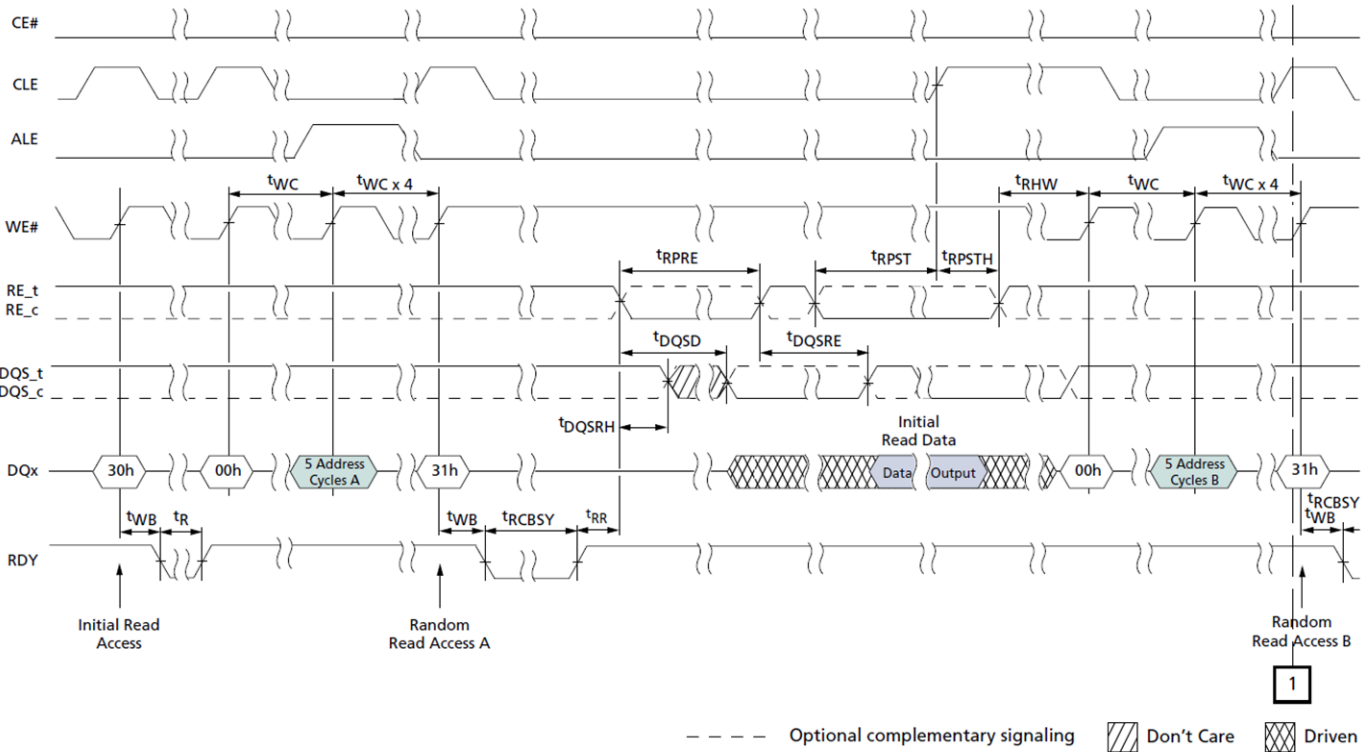 CE#
CLE
ALE
tWC
tWC x 4
tRHW
tWC
tWC x 4
WE#
tRPRE
tRPST
tRPSTH
RE_t
RE_c
tDQSD
tDQSRE
DQS_t
DQS_c
tDQSRH
Initial
Read Data
DQx
30h
00h
5 Address
Cycles A
31h
Data
Output
00h
5 Address
Cycles B
31h
tWB
tR
tWB
tRCBSY
tRR
tRCBSY
tWB
RDY
Initial Read
Access
Random
Read Access A
Random
Read Access B
1
Optional complementary signaling
Don't Care
Driven